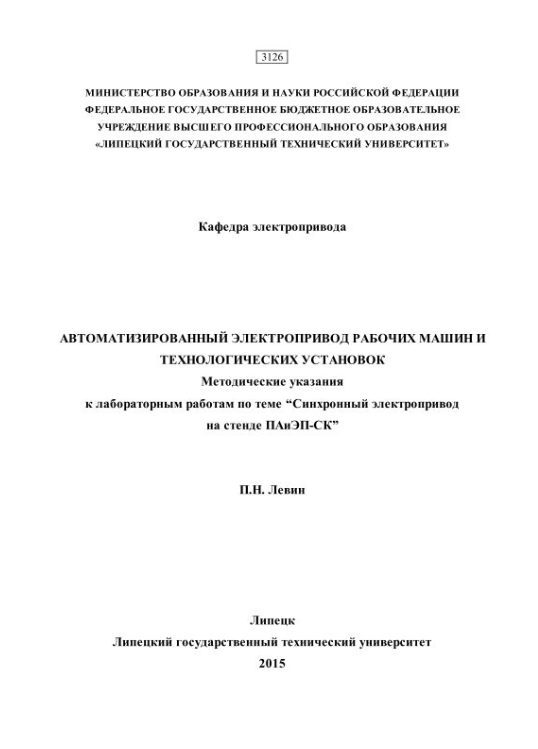 3126
МИНИСТЕРСТВО ОБРАЗОВАНИЯ И НАУКИ РОССИЙСКОЙ ФЕДЕРАЦИИ
ФЕДЕРАЛЬНОЕ ГОСУДАРСТВЕННОЕ БЮДЖЕТНОЕ ОБРАЗОВАТЕЛЬНОЕ
УЧРЕЖДЕНИЕ ВЫСШЕГО ПРОФЕССИОНАЛЬНОГО ОБРАЗОВАНИЯ
«ЛИПЕЦКИЙ ГОСУДАРСТВЕННЫЙ ТЕХНИЧЕСКИЙ УНИВЕРСИТЕТ»
Кафедра электропривода
АВТОМАТИЗИРОВАННЫЙ ЭЛЕКТРОПРИВОД РАБОЧИХ МАШИН И
ТЕХНОЛОГИЧЕСКИХ УСТАНОВОК
Методические указания
к лабораторным работам по теме “Синхронный электропривод
на стенде ПАиЭП-СК”
П.Н. Левин
Липецк
Липецкий государственный технический университет
2015